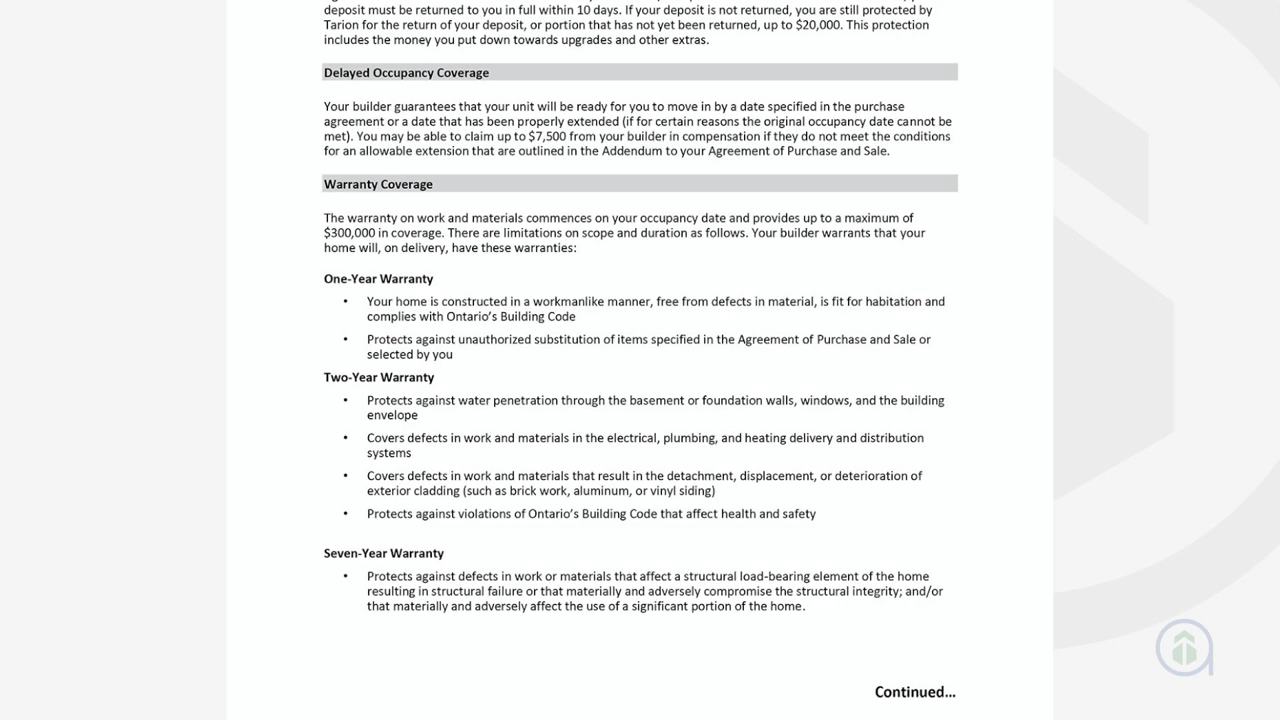 deposit must be returned to you in full within 10 days. If your deposit is not returned, you are still protected by
Tarion for the return of your deposit, or portion that has not yet been returned, up to $20,000. This protection
includes the money you put down towards upgrades and other extras.
Delayed Occupancy Coverage
Your builder guarantees that your unit will be ready for you to move in by a date specified in the purchase
agreement or a date that has been properly extended (if for certain reasons the original occupancy date cannot be
met). You may be able to claim up to $7,500 from your builder in compensation if they do not meet the conditions
for an allowable extension that are outlined in the Addendum to your Agreement of Purchase and Sale.
Warranty Coverage
The warranty on work and materials commences on your occupancy date and provides up to a maximum of
$300,000 in coverage. There are limitations on scope and duration as follows. Your builder warrants that your
home will, on delivery, have these warranties:
One-Year Warranty
• Your home is constructed in a workmanlike manner, free from defects in material, is fit for habitation and
complies with Ontario's Building Code
• Protects against unauthorized substitution of items specified in the Agreement of Purchase and Sale or
selected by you
Two-Year Warranty
• Protects against water penetration through the basement or foundation walls, windows, and the building
envelope
• Covers defects in work and materials in the electrical, plumbing, and heating delivery and distribution
systems
• Covers defects in work and materials that result in the detachment, displacement, or deterioration of
exterior cladding (such as brick work, aluminum, or vinyl siding)
• Protects against violations of Ontario's Building Code that affect health and safety
Seven-Year Warranty
• Protects against defects in work or materials that affect a structural load-bearing element of the home
resulting in structural failure or that materially and adversely compromise the structural integrity; and/or
that materially and adversely affect the use of a significant portion of the home.
Continued...